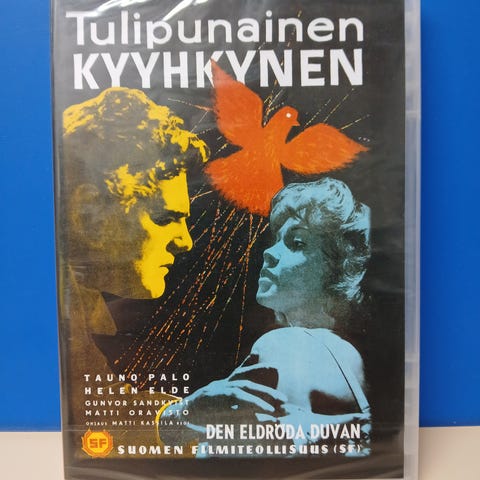 Tulipunainen
KYYHKYNEN
TAUNO PALO
HELEN ELDE
GUNVOR SANDKVIST
MATTI ORAVISTO
OHJAUS MATTI KASSILA
DEN ELDRÖDA DUVAN
SF SUOMEN FILMITEOLLISUUS (SF)